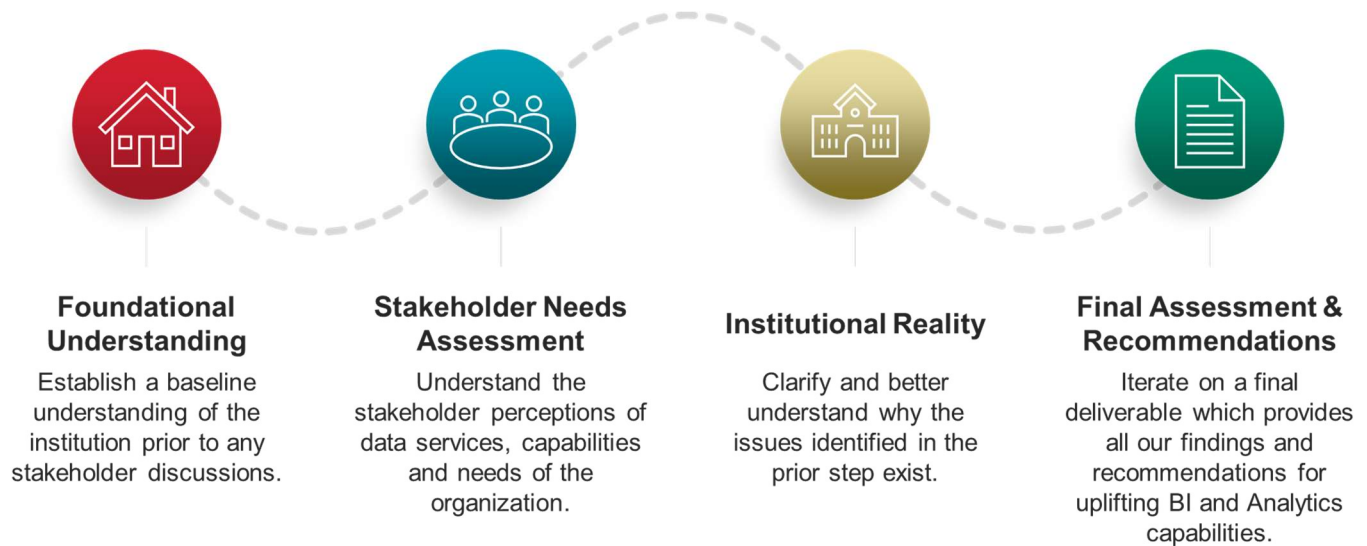 Foundational
Understanding
Establish a baseline
understanding of the
institution prior to any
stakeholder discussions.
Stakeholder Needs
Assessment
Understand the
stakeholder perceptions of
data services, capabilities
and needs of the
organization.
Institutional Reality
Clarify and better
understand why the
issues identified in the
prior step exist.
Final Assessment &
Recommendations
Iterate on a final
deliverable which provides
all our findings and
recommendations for
uplifting BI and Analytics
capabilities.